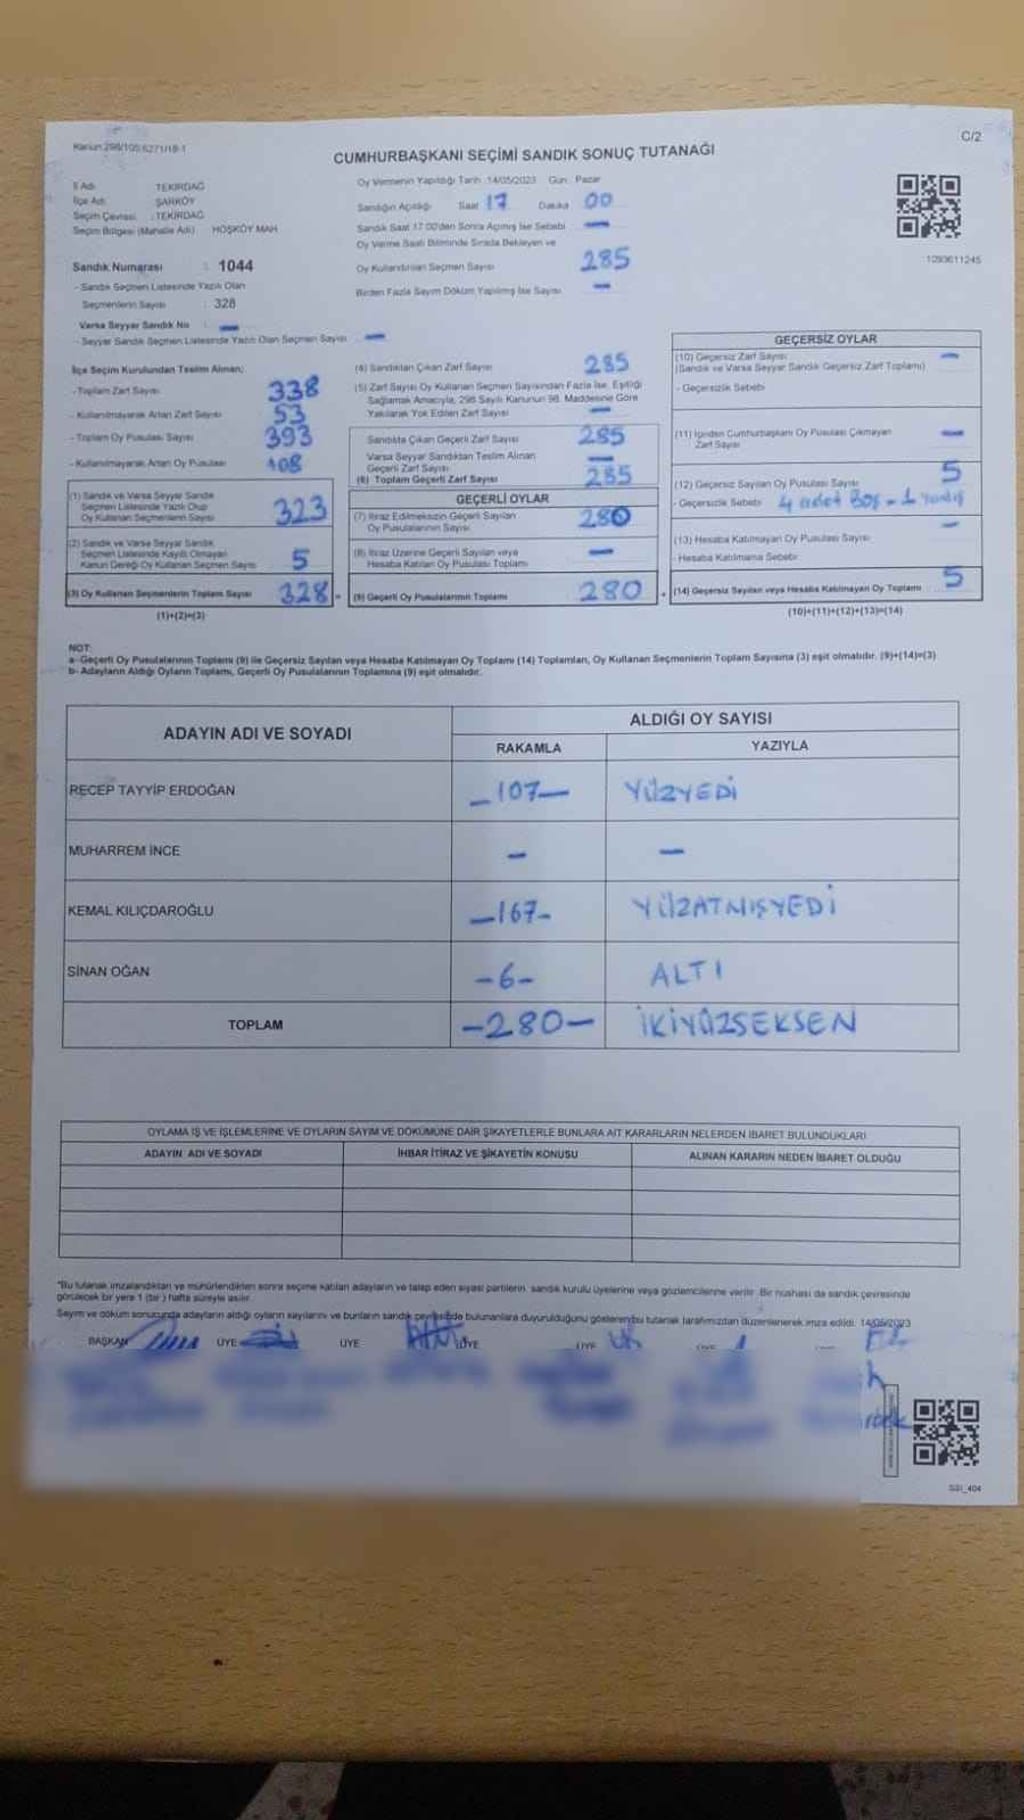 Kanun:298/105;6271/18-1
C/2
CUMHURBAŞKANI SEÇİMİ SANDIK SONUÇ TUTANAĞI
İl Adı TEKİRDAĞ
İlçe Adı ŞARKÖY
Seçim Çevresi : TEKİRDAĞ
Seçim Bölgesi (Mahalle Adı) HOŞKÖY MAH.
Sandık Numarası : 1044
- Sandık Seçmen Listesinde Yazılı Olan
Seçmenlerin Sayısı : 328
Varsa Seyyar Sandık No : –
- Seyyar Sandık Seçmen Listesinde Yazılı Olan Seçmen Sayısı –
Oy Vermenin Yapıldığı Tarih :14/05/2023 Gün : Pazar
Sandığın Açıldığı Saat 17 Dakika 00
Sandık Saat 17.00'den Sonra Açılmış İse Sebebi –
Oy Verme Saati Bitiminde Sırada Bekleyen ve
Oy Kullandırılan Seçmen Sayısı 285
Birden Fazla Sayım Döküm Yapılmış İse Sayısı –
1093611245
İlçe Seçim Kurulundan Teslim Alınan;
- Toplam Zarf Sayısı 338
- Kullanılmayarak Artan Zarf Sayısı 53
- Toplam Oy Pusulası Sayısı 393
- Kullanılmayarak Artan Oy Pusulası 108
(1) Sandık ve Varsa Seyyar Sandık
Seçmen Listesinde Yazılı Olup
Oy Kullanan Seçmenlerin Sayısı 323
(2) Sandık ve Varsa Seyyar Sandık
Seçmen Listesinde Kayıtlı Olmayan
Kanun Gereği Oy Kullanan Seçmen Sayısı 5
(3) Oy Kullanan Seçmenlerin Toplam Sayısı 328 =
(1)+(2)=(3)
(4) Sandıktan Çıkan Zarf Sayısı 285
(5) Zarf Sayısı Oy Kullanan Seçmen Sayısından Fazla İse, Eşitliği
Sağlamak Amacıyla, 298 Sayılı Kanunun 98. Maddesine Göre
Yakılarak Yok Edilen Zarf Sayısı –
Sandıkta Çıkan Geçerli Zarf Sayısı 285
Varsa Seyyar Sandıktan Teslim Alınan
Geçerli Zarf Sayısı –
(6) Toplam Geçerli Zarf Sayısı 285
GEÇERLİ OYLAR
(7) İtiraz Edilmeksizin Geçerli Sayılan
Oy Pusulalarının Sayısı 280
(8) İtiraz Üzerine Geçerli Sayılan veya
Hesaba Katılan Oy Pusulası Toplamı –
(9) Geçerli Oy Pusulalarının Toplamı 280 +
GEÇERSİZ OYLAR
(10) Geçersiz Zarf Sayısı –
(Sandık ve Varsa Seyyar Sandık Geçersiz Zarf Toplamı)
- Geçersizlik Sebebi
(11) İçinden Cumhurbaşkanı Oy Pusulası Çıkmayan
Zarf Sayısı –
(12) Geçersiz Sayılan Oy Pusulası Sayısı 5
- Geçersizlik Sebebi 4 adet Boş - 1 Yanlış
(13) Hesaba Katılmayan Oy Pusulası Sayısı –
- Hesaba Katılmama Sebebi
(14) Geçersiz Sayılan veya Hesaba Katılmayan Oy Toplamı 5
(10)+(11)+(12)+(13)=(14)
NOT:
a- Geçerli Oy Pusulalarının Toplamı (9) ile Geçersiz Sayılan veya Hesaba Katılmayan Oy Toplamı (14) Toplamları, Oy Kullanan Seçmenlerin Toplam Sayısına (3) eşit olmalıdır. (9)+(14)=(3)
b- Adayların Aldığı Oyların Toplamı, Geçerli Oy Pusulalarının Toplamına (9) eşit olmalıdır.
ADAYIN ADI VE SOYADI
ALDIĞI OY SAYISI
RAKAMLA YAZIYLA
RECEP TAYYİP ERDOĞAN –107– YÜZYEDİ
MUHARREM İNCE – –
KEMAL KILIÇDAROĞLU –167– YÜZATMIŞYEDİ
SİNAN OĞAN –6– ALTI
TOPLAM –280– İKİYÜZSEKSEN
OYLAMA İŞ VE İŞLEMLERİNE VE OYLARIN SAYIM VE DÖKÜMÜNE DAİR ŞİKAYETLERLE BUNLARA AİT KARARLARIN NELERDEN İBARET BULUNDUKLARI
ADAYIN ADI VE SOYADI İHBAR İTİRAZ VE ŞİKAYETİN KONUSU ALINAN KARARIN NEDEN İBARET OLDUĞU
*Bu tutanak imzalandıktan ve mühürlendikten sonra seçime katılan adayların ve talep eden siyasi partilerin, sandık kurulu üyelerine veya gözlemcilerine verilir. Bir nüshası da sandık çevresinde
görülecek bir yere 1 (bir) hafta süreyle asılır.
Sayım ve döküm sonucunda adayların aldığı oyların sayılarını ve bunların sandık çevresinde bulunanlara duyurulduğunu gösteren bu tutanak tarafımızdan düzenlenerek imza edildi. 14/05/2023
BAŞKAN ÜYE ÜYE ÜYE ÜYE
SSI_404